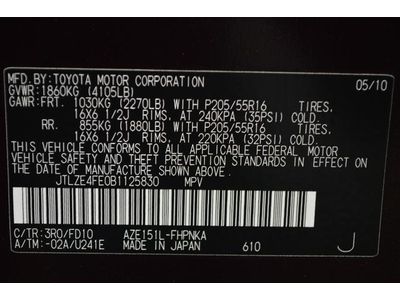 MFD.BY:TOYOTA MOTOR CORPORATION 05/10
GVWR:1860KG (4105LB)
GAWR:FRT. 1030KG (2270LB) WITH P205/55R16 TIRES.
16X6 1/2J RIMS. AT 240KPA (35PSI) COLD.
RR. 855KG (1880LB) WITH P205/55R16 TIRES.
16X6 1/2J RIMS. AT 220KPA (32PSI) COLD.
THIS VEHICLE CONFORMS TO ALL APPLICABLE FEDERAL MOTOR
VEHICLE SAFETY, BUMPER, AND THEFT PREVENTION STANDARDS IN EFFECT
ON THE DATE OF MANUFACTURE SHOWN ABOVE.
JTLZE4FE0B1125830 MPV
C/TR:3R0/FD10 AZE151L-FHPNKA
A/TM:-02A/U241E MADE IN JAPAN 610 J